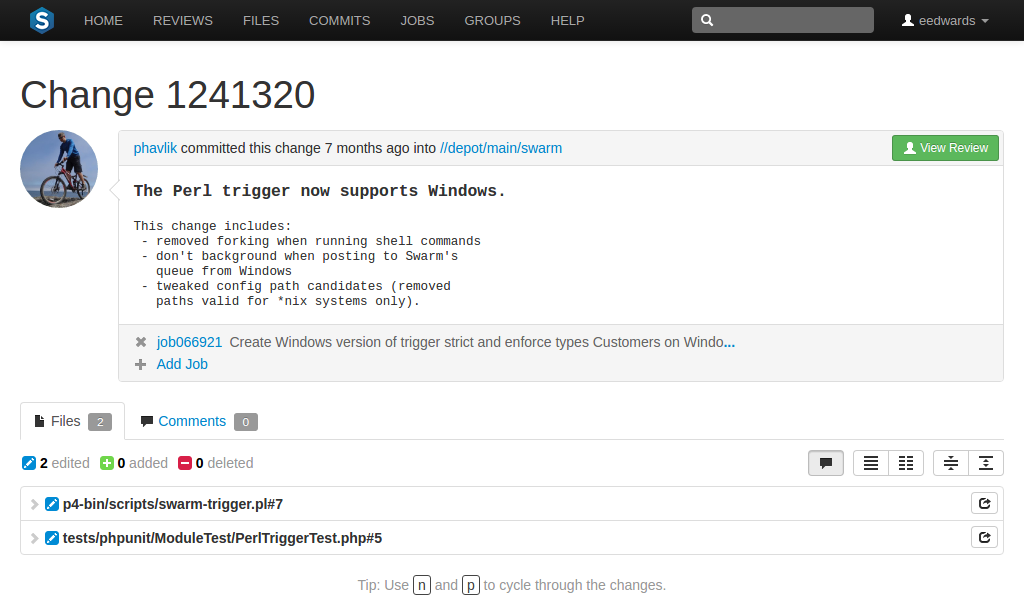 S HOME REVIEWS FILES COMMITS JOBS GROUPS HELP eedwards
Change 1241320
phavlik committed this change 7 months ago into //depot/main/swarm View Review
The Perl trigger now supports Windows.
This change includes:
- removed forking when running shell commands
- don't background when posting to Swarm's
queue from Windows
- tweaked config path candidates (removed
paths valid for *nix systems only).
job066921 Create Windows version of trigger strict and enforce types Customers on Windo...
Add Job
Files 2 Comments 0
2 edited 0 added 0 deleted
p4-bin/scripts/swarm-trigger.pl#7
tests/phpunit/ModuleTest/PerlTriggerTest.php#5
Tip: Use n and p to cycle through the changes.